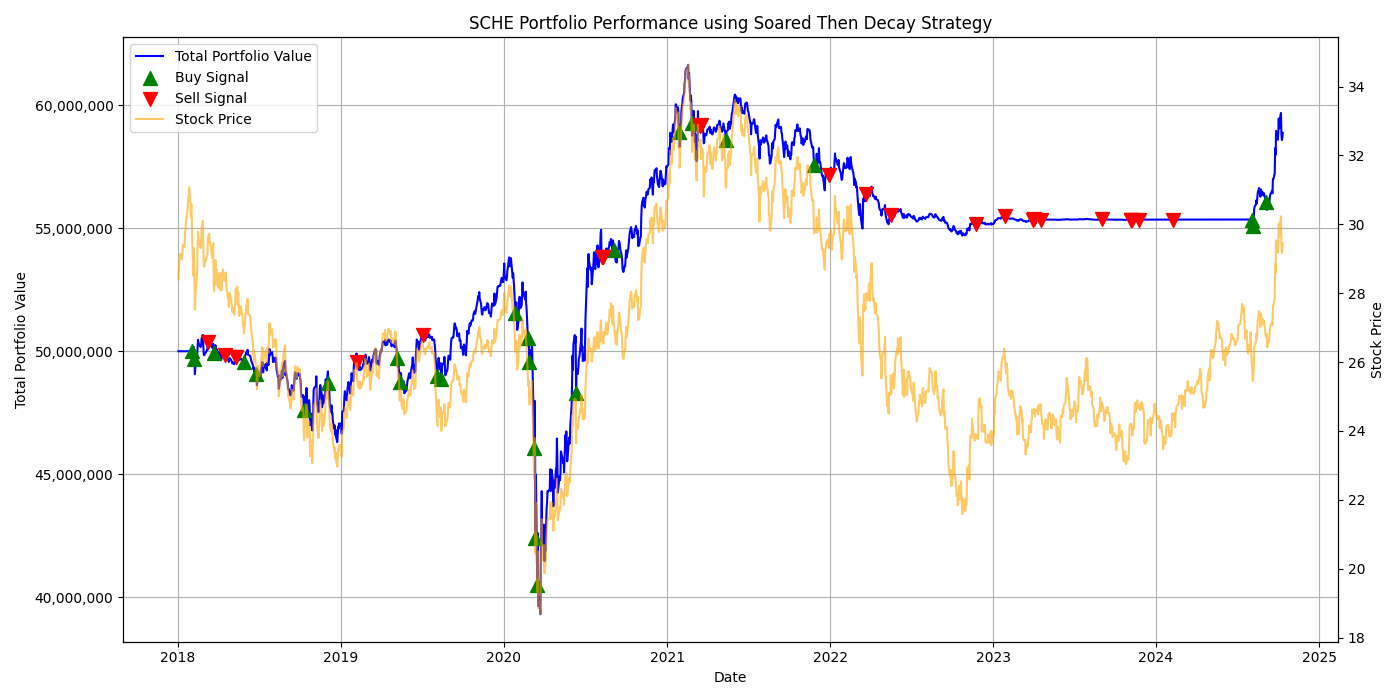 SCHE Portfolio Performance using Soared Then Decay Strategy
Total Portfolio Value
Buy Signal
Sell Signal
Stock Price
60,000,000
55,000,000
50,000,000
45,000,000
40,000,000
Total Portfolio Value
34
32
30
28
26
24
22
20
18
Stock Price
2018
2019
2020
2021
2022
2023
2024
2025
Date